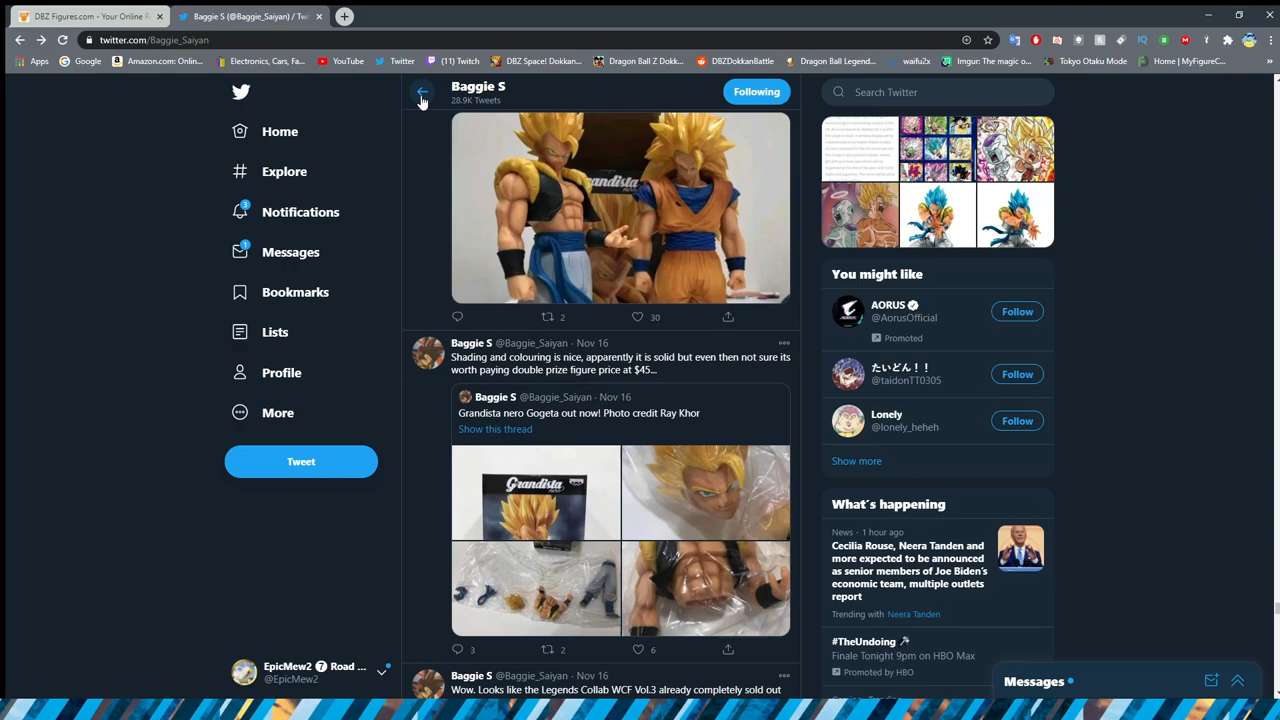 DBZ Figures.com - Your Online R
Baggie S (@Baggie_Saiyan) / Twi
twitter.com/Baggie_Saiyan
Apps
Google
Amazon.com: Onlin...
Electronics, Cars, Fa...
YouTube
Twitter
(11) Twitch
DBZ Space! Dokkan...
Dragon Ball Z Dokk...
DBZDokkanBattle
Dragon Ball Legend...
waifu2x
Imgur: The magic o...
Tokyo Otaku Mode
Home | MyFigureC...
Baggie S
28.9K Tweets
Following
Search Twitter
Home
Explore
3
Notifications
1
Messages
Bookmarks
Lists
Profile
More
Tweet
2
30
Baggie S @Baggie_Saiyan · Nov 16
Shading and colouring is nice, apparently it is solid but even then not sure its
worth paying double prize figure price at $45...
Baggie S @Baggie_Saiyan · Nov 16
Grandista nero Gogeta out now! Photo credit Ray Khor
Show this thread
Grandista
3
2
6
Baggie S @Baggie_Saiyan · Nov 16
Wow. Looks like the Legends Collab WCF Vol.3 already completely sold out
You might like
AORUS
@AorusOfficial
Follow
Promoted
たいどん！！
@taidonTT0305
Follow
Lonely
@lonely_heheh
Follow
Show more
What's happening
News · 1 hour ago
Cecilia Rouse, Neera Tanden and
more expected to be announced
as senior members of Joe Biden's
economic team, multiple outlets
report
Trending with Neera Tanden
#TheUndoing
Finale Tonight 9pm on HBO Max
Promoted by HBO
EpicMew2 7 Road ...
@EpicMew2
Messages